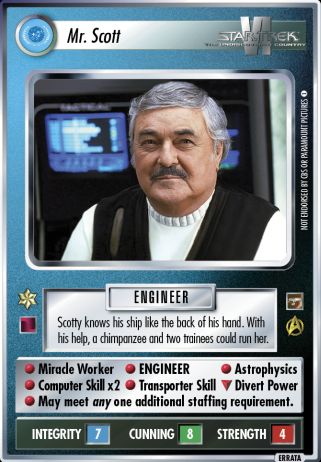 Mr. Scott
STAR TREK
VI
THE UNDISCOVERED COUNTRY
NOT ENDORSED BY CBS OR PARAMOUNT PICTURES
ENGINEER
Scotty knows his ship like the back of his hand. With
his help, a chimpanzee and two trainees could run her.
Miracle Worker ENGINEER Astrophysics
Computer Skill x2 Transporter Skill Divert Power
May meet any one additional staffing requirement.
INTEGRITY 7 CUNNING 8 STRENGTH 4
ERRATA